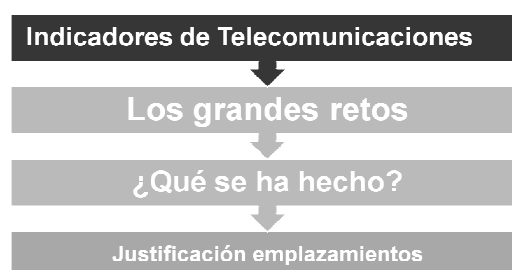 Indicadores de Telecomunicaciones
Los grandes retos
¿Qué se ha hecho?
Justificación emplazamientos